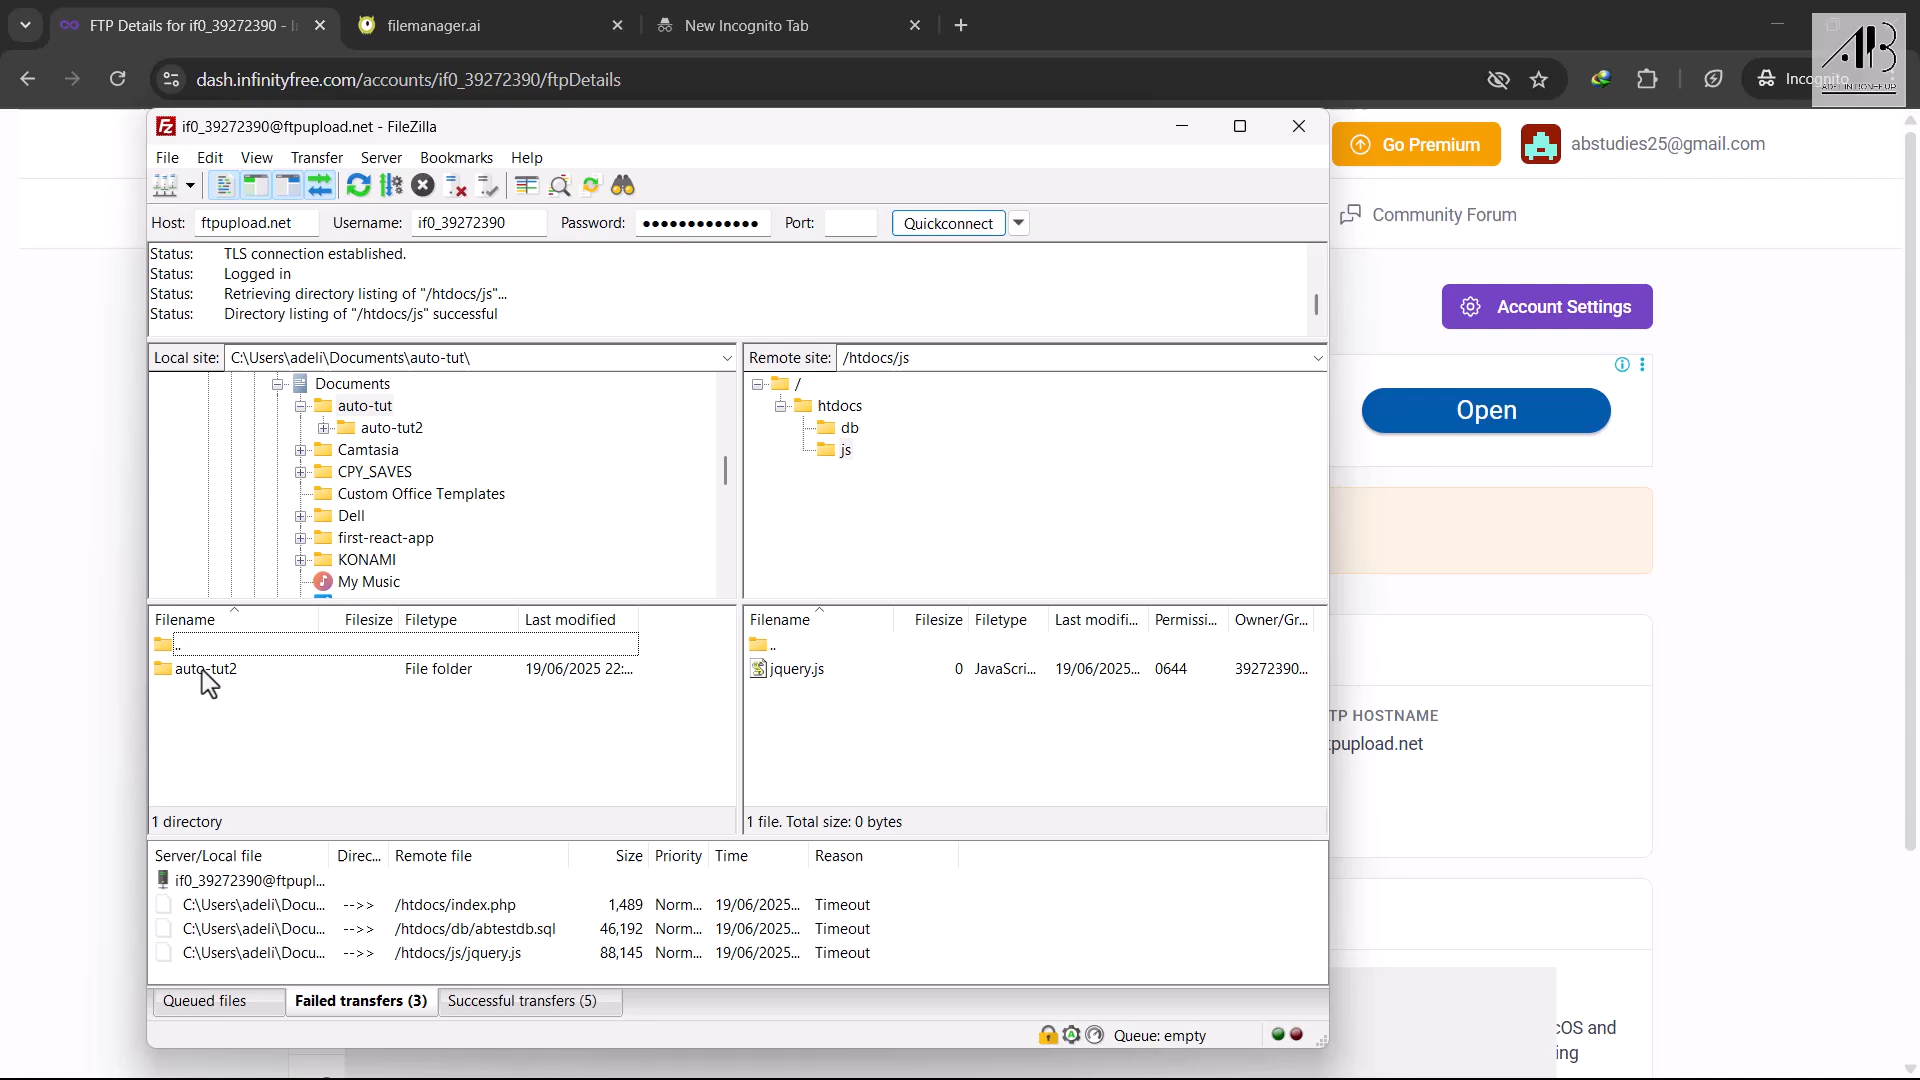 FTP Details for if0_39272390 - I
filemanager.ai
New Incognito Tab
dash.infinityfree.com/accounts/if0_39272390/ftpDetails
Incognito
AB
if0_39272390@ftpupload.net - FileZilla
File Edit View Transfer Server Bookmarks Help
Host: ftpupload.net Username: if0_39272390 Password: ●●●●●●●●●●●●● Port: Quickconnect
Status: TLS connection established.
Status: Logged in
Status: Retrieving directory listing of "/htdocs/js"...
Status: Directory listing of "/htdocs/js" successful
Local site: C:\Users\adeli\Documents\auto-tut\
Documents
auto-tut
auto-tut2
Camtasia
CPY_SAVES
Custom Office Templates
Dell
first-react-app
KONAMI
My Music
Remote site: /htdocs/js
/
htdocs
db
js
Filename Filesize Filetype Last modified
..
auto-tut2 File folder 19/06/2025 22:...
1 directory
Filename Filesize Filetype Last modifi... Permissi... Owner/Gr...
..
jquery.js 0 JavaScri... 19/06/2025... 0644 39272390...
1 file. Total size: 0 bytes
Server/Local file Direc... Remote file Size Priority Time Reason
if0_39272390@ftpupl...
C:\Users\adeli\Docu... -->> /htdocs/index.php 1,489 Norm... 19/06/2025... Timeout
C:\Users\adeli\Docu... -->> /htdocs/db/abtestdb.sql 46,192 Norm... 19/06/2025... Timeout
C:\Users\adeli\Docu... -->> /htdocs/js/jquery.js 88,145 Norm... 19/06/2025... Timeout
Queued files Failed transfers (3) Successful transfers (5)
Queue: empty
Go Premium
abstudies25@gmail.com
Community Forum
Account Settings
Open
TP HOSTNAME
tpupload.net
cOS and
ing